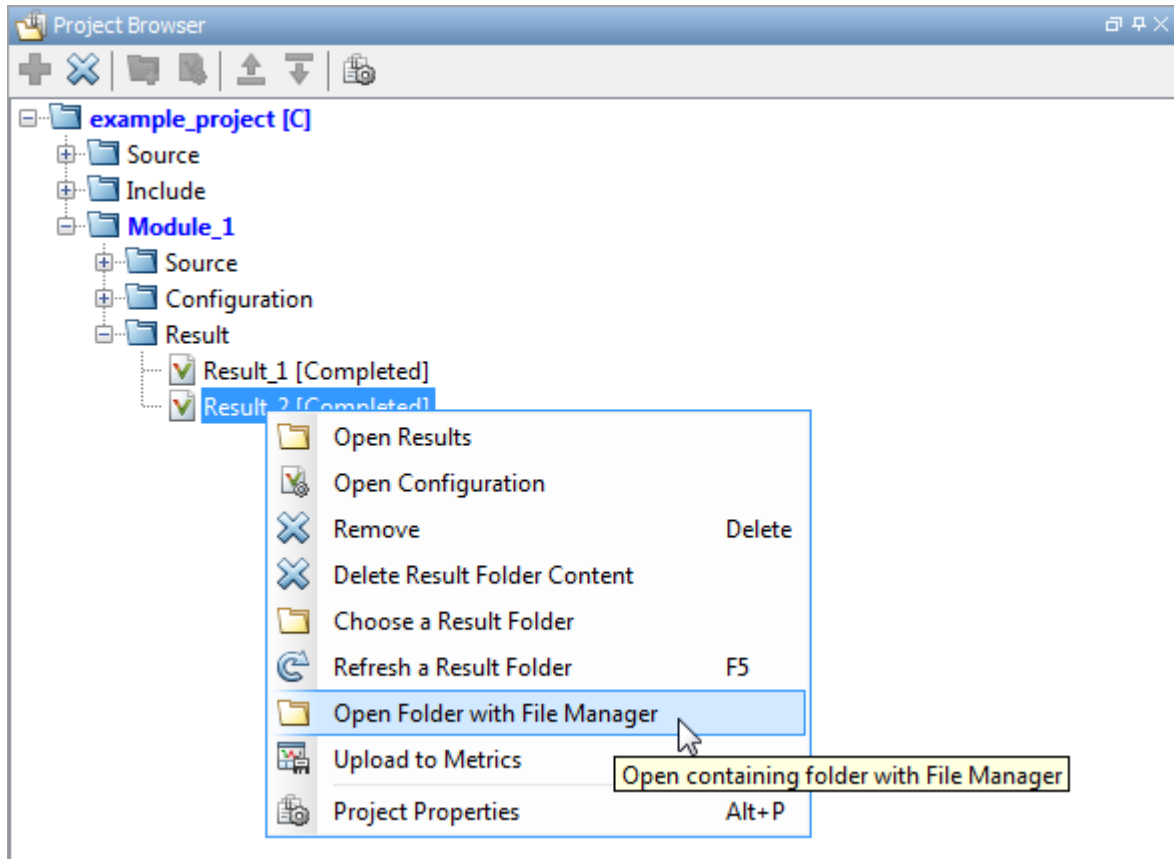 Project Browser
example_project [C]
Source
Include
Module_1
Source
Configuration
Result
Result_1 [Completed]
Result_2 [Completed]
Open Results
Open Configuration
Remove Delete
Delete Result Folder Content
Choose a Result Folder
Refresh a Result Folder F5
Open Folder with File Manager
Upload to Metrics
Open containing folder with File Manager
Project Properties Alt+P